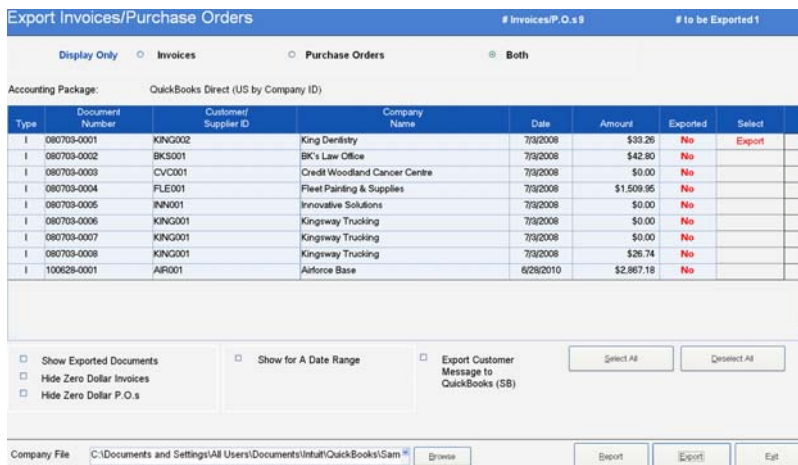 Export Invoices/Purchase Orders # Invoices/P.O.s 9 # to be Exported 1
Display Only Invoices Purchase Orders Both
Accounting Package: QuickBooks Direct (US by Company ID)
Type Document Number Customer/ Supplier ID Company Name Date Amount Exported Select
I 080703-0001 KING002 King Dentistry 7/3/2008 $33.26 No Export
I 080703-0002 BKS001 BK's Law Office 7/3/2008 $42.80 No
I 080703-0003 CVC001 Credit Woodland Cancer Centre 7/3/2008 $0.00 No
I 080703-0004 FLE001 Fleet Painting & Supplies 7/3/2008 $1,509.95 No
I 080703-0005 INN001 Innovative Solutions 7/3/2008 $0.00 No
I 080703-0006 KING001 Kingsway Trucking 7/3/2008 $0.00 No
I 080703-0007 KING001 Kingsway Trucking 7/3/2008 $0.00 No
I 080703-0008 KING001 Kingsway Trucking 7/3/2008 $26.74 No
I 100628-0001 AIR001 Airforce Base 6/28/2010 $2,867.18 No
Show Exported Documents Show for A Date Range Export Customer Select All Deselect All
Message to
Hide Zero Dollar Invoices QuickBooks (SB)
Hide Zero Dollar P.O.s
Company File C:\Documents and Settings\All Users\Documents\Intuit\QuickBooks\Sam Browse Report Export Exit